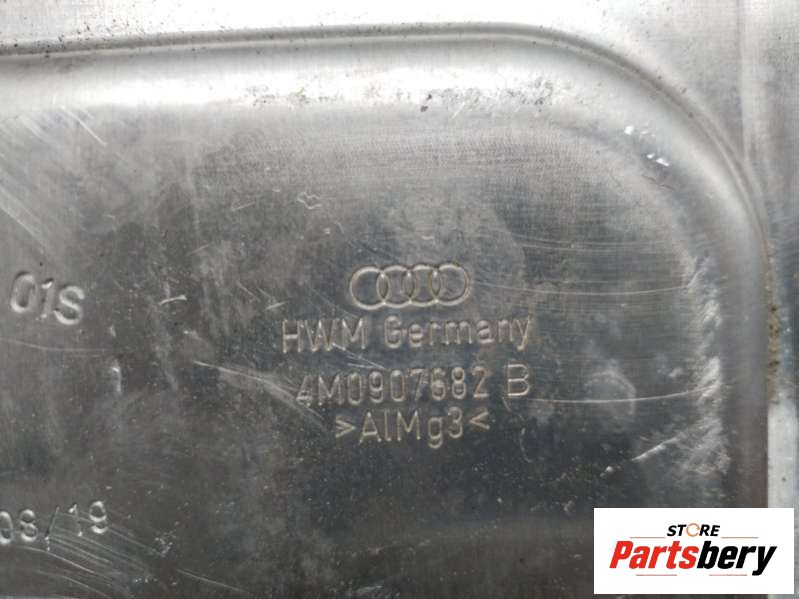 01S
HWM Germany
4M0907682 B
>AlMg3<
08/19
STORE
Partsbery